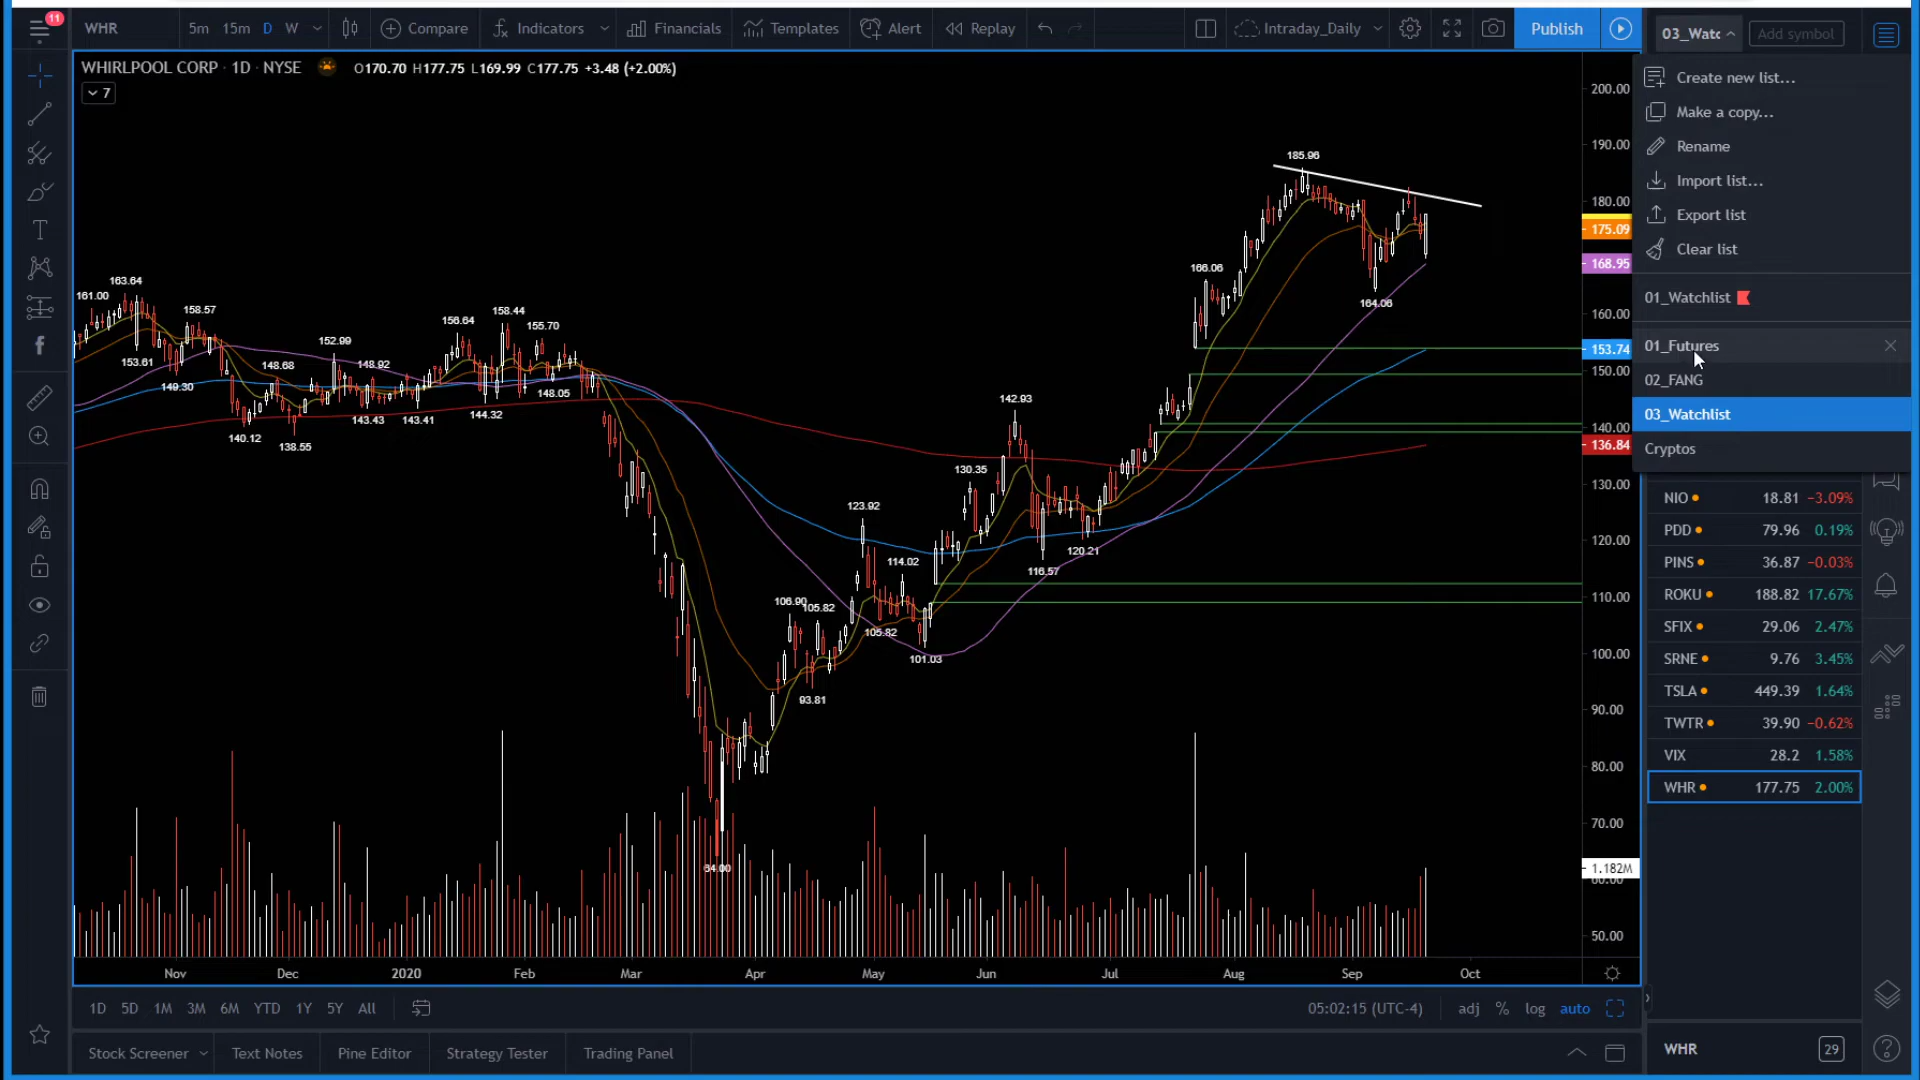 11
WHR 5m 15m D W Compare Indicators Financials Templates Alert Replay Intraday_Daily Publish 03_Watc Add symbol
WHIRLPOOL CORP · 1D · NYSE O170.70 H177.75 L169.99 C177.75 +3.48 (+2.00%)
7
Create new list...
Make a copy...
Rename
Import list...
Export list
Clear list
01_Watchlist
01_Futures
02_FANG
03_Watchlist
Cryptos
200.00
190.00
180.00
175.09
168.95
160.00
153.74
150.00
140.00
136.84
130.00
120.00
110.00
100.00
90.00
80.00
70.00
1.182M
60.00
50.00
185.96
166.06
164.06
163.64
161.00
158.57
153.61
149.30
152.99
148.68
148.92
140.12
138.55
143.43
143.41
156.64
158.44
155.70
144.32
148.05
142.93
130.35
123.92
114.02
116.57
120.21
106.90
105.82
105.82
101.03
93.81
64.00
NIO 18.81 −3.09%
PDD 79.96 0.19%
PINS 36.87 −0.03%
ROKU 188.82 17.67%
SFIX 29.06 2.47%
SRNE 9.76 3.45%
TSLA 449.39 1.64%
TWTR 39.90 −0.62%
VIX 28.2 1.58%
WHR 177.75 2.00%
Nov Dec 2020 Feb Mar Apr May Jun Jul Aug Sep Oct
1D 5D 1M 3M 6M YTD 1Y 5Y All 05:02:15 (UTC-4) adj % log auto
Stock Screener Text Notes Pine Editor Strategy Tester Trading Panel WHR 29